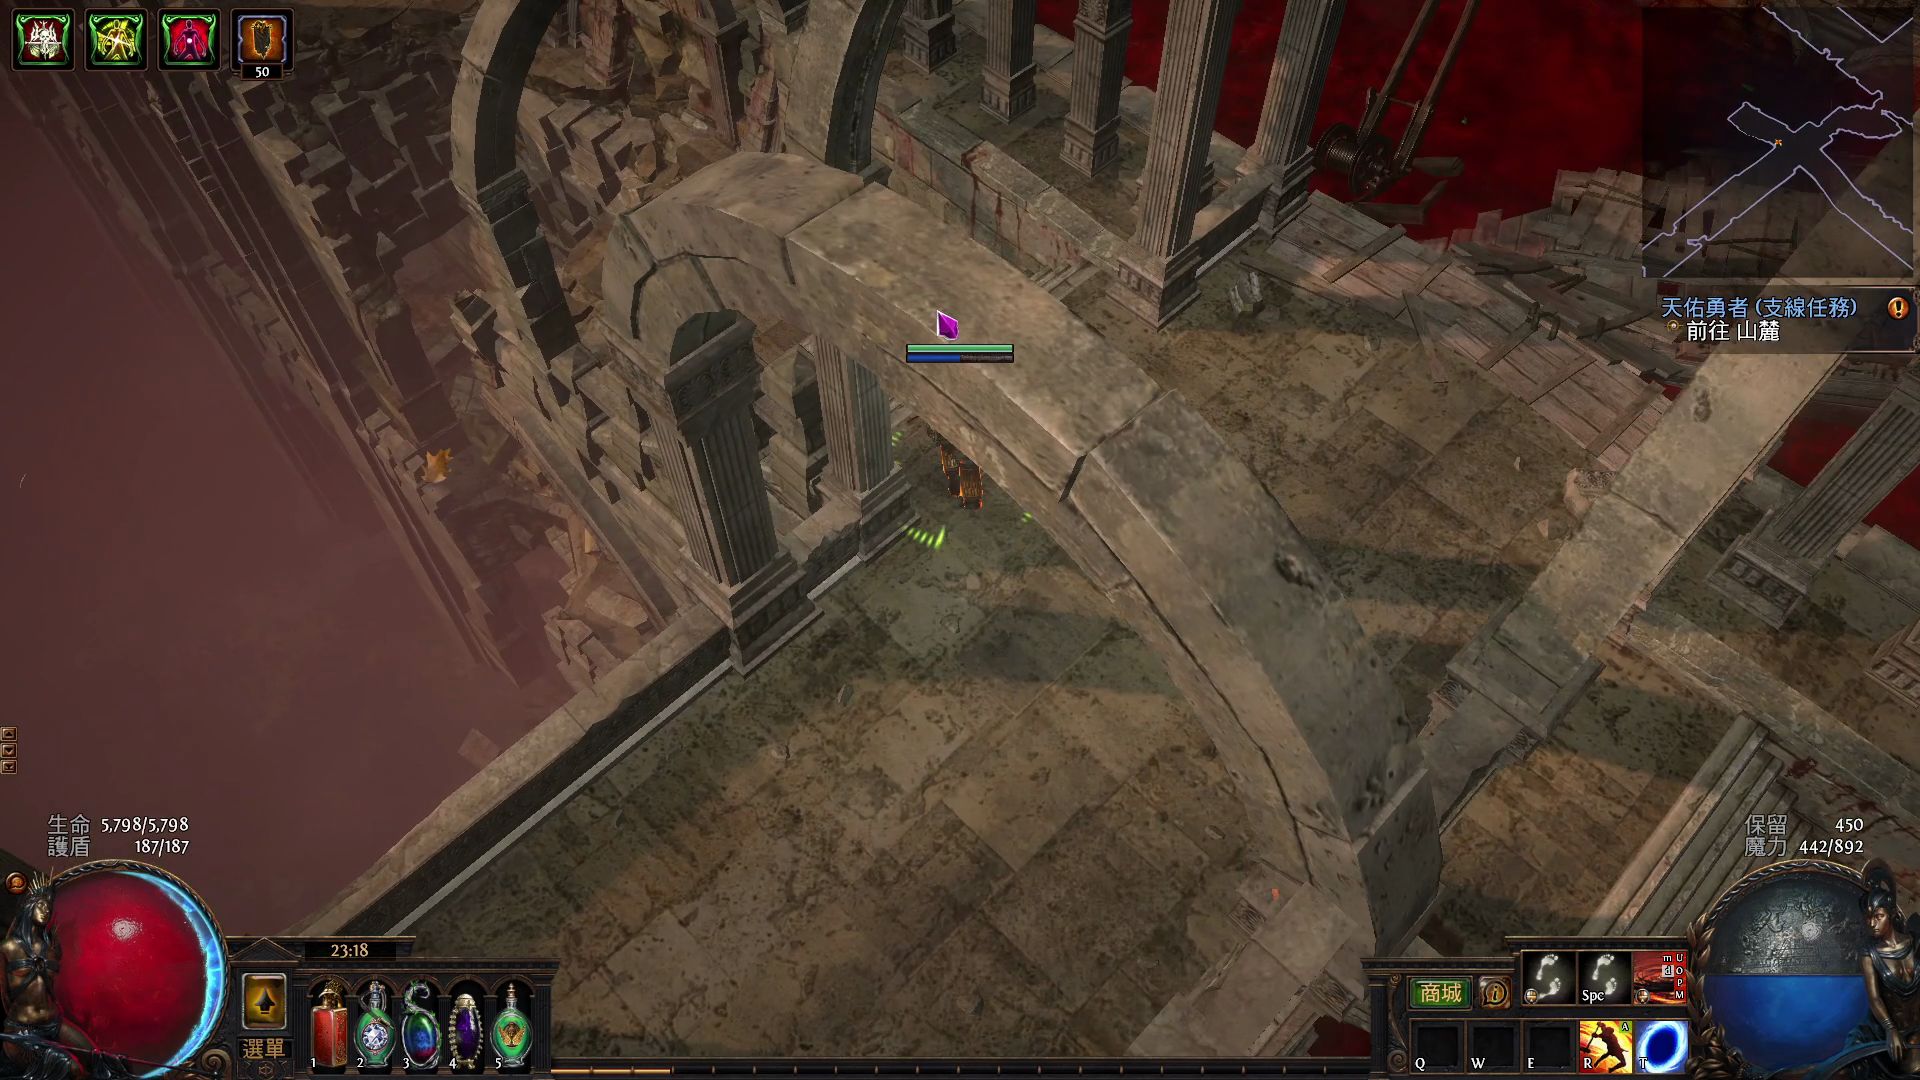 50
天佑勇者 (支線任務)
前往 山麓
生命 5,798/5,798
護盾 187/187
保留 450
魔力 442/892
23:18
選單
1 2 3 4 5
商城
Spc
m U
d O
P
M
Q W E R A T